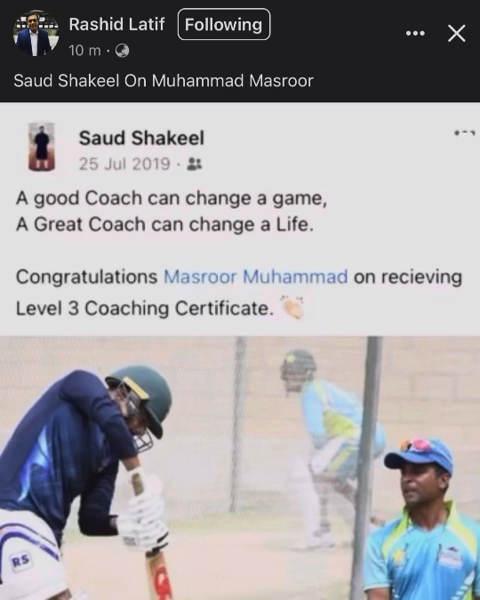 Rashid Latif Following
10 m
Saud Shakeel On Muhammad Masroor
Saud Shakeel
25 Jul 2019
A good Coach can change a game,
A Great Coach can change a Life.
Congratulations Masroor Muhammad on recieving
Level 3 Coaching Certificate. 👏🏻
RS